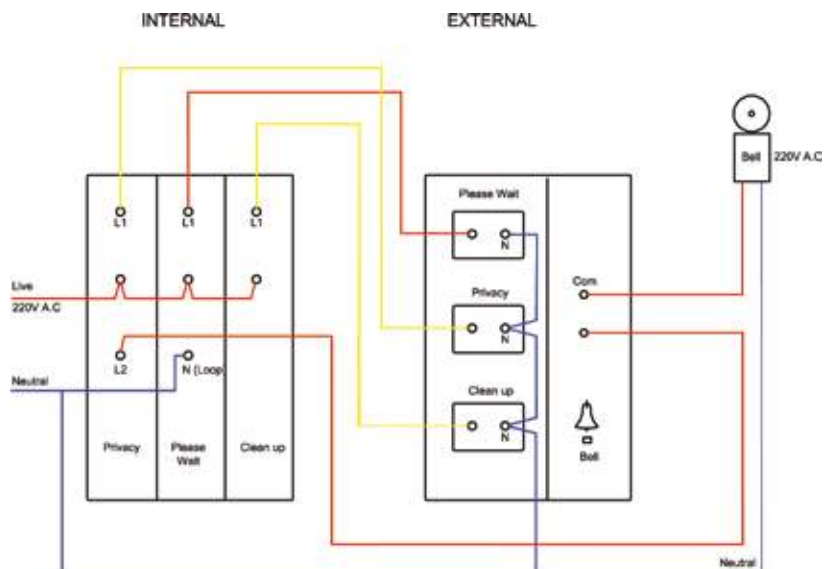 INTERNAL
EXTERNAL
Bell
220V A.C
Please Wait
L1
L1
L1
N
Live
220V A.C
Com
Privacy
N
L2
N (Loop
Neutral
Clean up
N
Privacy
Please
Wait
Clean up
Bell
Neutral